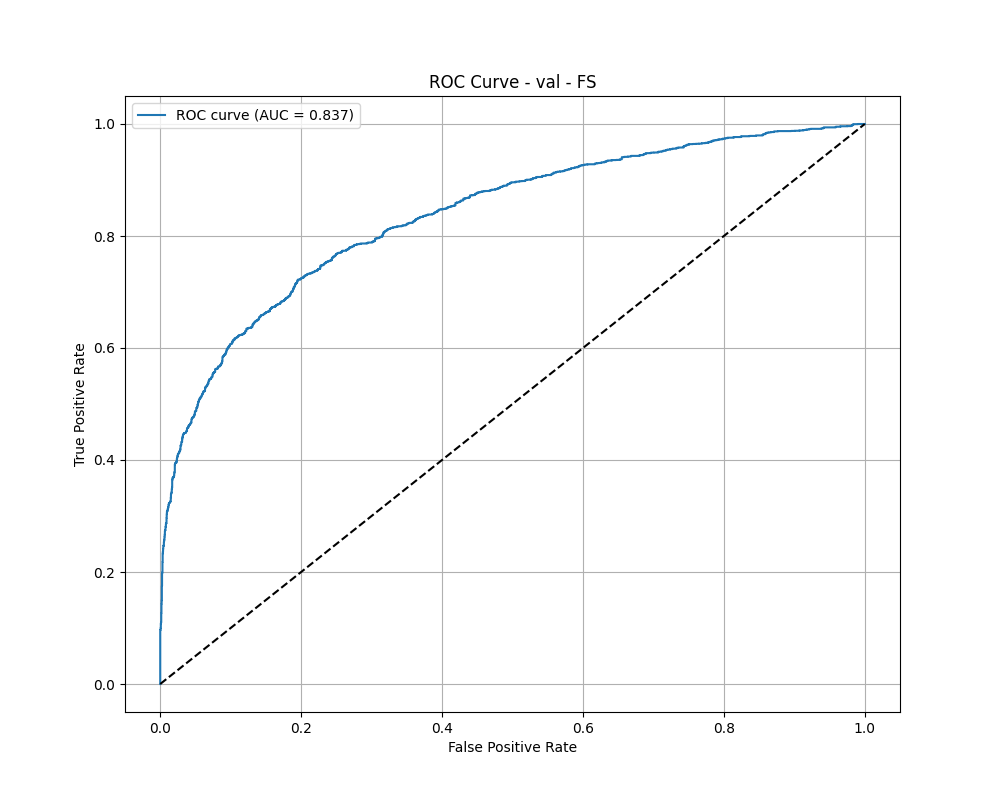 ROC Curve - val - FS
ROC curve (AUC = 0.837)
1.0
0.8
0.6
0.4
0.2
0.0
True Positive Rate
0.0 0.2 0.4 0.6 0.8 1.0
False Positive Rate